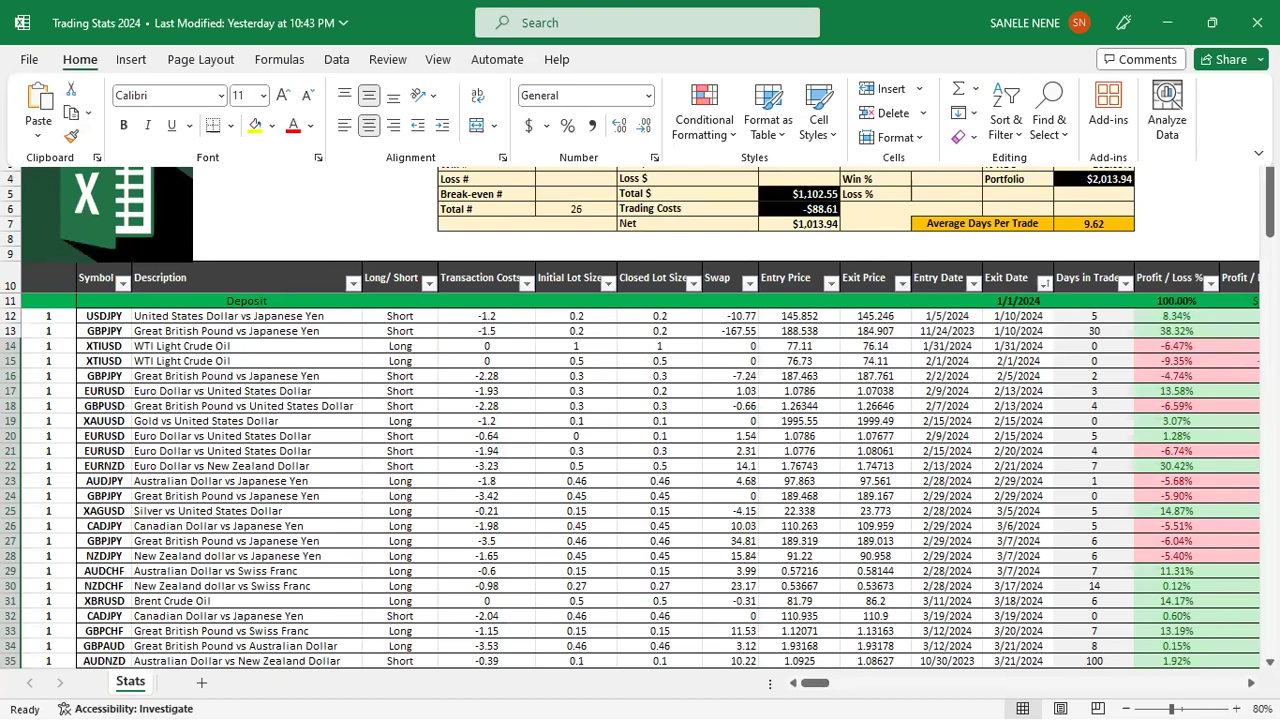 Trading Stats 2024 • Last Modified: Yesterday at 10:43 PM
Search
SANELE NENE SN
File Home Insert Page Layout Formulas Data Review View Automate Help
Comments Share
Paste
Calibri 11
B I U A
General
$ % 9
Conditional Formatting
Format as Table
Cell Styles
Insert
Delete
Format
Sort & Filter
Find & Select
Add-ins
Analyze Data
Clipboard Font Alignment Number Styles Cells Editing Add-ins
4 Loss # Loss $ Win % Portfolio $2,013.94
5 Break-even # Total $ $1,102.55 Loss %
6 Total # 26 Trading Costs -$88.61
7 Net $1,013.94 Average Days Per Trade 9.62
8
9
10 Symbol Description Long/ Short Transaction Costs Initial Lot Size Closed Lot Size Swap Entry Price Exit Price Entry Date Exit Date Days in Trade Profit / Loss % Profit /
11 Deposit 1/1/2024 100.00% $
12 1 USDJPY United States Dollar vs Japanese Yen Short -1.2 0.2 0.2 -10.77 145.852 145.246 1/5/2024 1/10/2024 5 8.34%
13 1 GBPJPY Great British Pound vs Japanese Yen Short -1.5 0.2 0.2 -167.55 188.538 184.907 11/24/2023 1/10/2024 30 38.32%
14 1 XTIUSD WTI Light Crude Oil Long 0 1 1 0 77.11 76.14 1/31/2024 1/31/2024 0 -6.47%
15 1 XTIUSD WTI Light Crude Oil Long 0 0.5 0.5 0 76.73 74.11 2/1/2024 2/1/2024 0 -9.35%
16 1 GBPJPY Great British Pound vs Japanese Yen Short -2.28 0.3 0.3 -7.24 187.463 187.761 2/2/2024 2/5/2024 2 -4.74%
17 1 EURUSD Euro Dollar vs United States Dollar Short -1.93 0.3 0.3 1.03 1.0786 1.07038 2/9/2024 2/13/2024 3 13.58%
18 1 GBPUSD Great British Pound vs United States Dollar Short -2.28 0.3 0.3 -0.66 1.26344 1.26646 2/7/2024 2/13/2024 4 -6.59%
19 1 XAUUSD Gold vs United States Dollar Long -1.2 0.1 0.1 0 1995.55 1999.49 2/15/2024 2/15/2024 0 3.07%
20 1 EURUSD Euro Dollar vs United States Dollar Short -0.64 0 0.1 1.54 1.0786 1.07677 2/9/2024 2/15/2024 5 1.28%
21 1 EURUSD Euro Dollar vs United States Dollar Short -1.94 0.3 0.3 2.31 1.0776 1.08061 2/15/2024 2/21/2024 4 -6.74%
22 1 EURNZD Euro Dollar vs New Zealand Dollar Short -3.23 0.5 0.5 14.1 1.76743 1.74713 2/13/2024 2/21/2024 7 30.42%
23 1 AUDJPY Australian Dollar vs Japanese Yen Long -1.8 0.46 0.46 4.68 97.863 97.561 2/28/2024 2/29/2024 1 -5.68%
24 1 GBPJPY Great British Pound vs Japanese Yen Long -3.42 0.46 0.46 0 189.468 189.167 2/29/2024 2/29/2024 0 -5.90%
25 1 XAGUSD Silver vs United States Dollar Long -0.21 0.15 0.15 -4.15 22.338 23.773 2/28/2024 3/5/2024 5 14.87%
26 1 CADJPY Canadian Dollar vs Japanese Yen Long -1.98 0.45 0.45 10.03 110.263 109.959 2/29/2024 3/6/2024 5 -5.51%
27 1 GBPJPY Great British Pound vs Japanese Yen Long -3.5 0.46 0.46 34.81 189.319 189.013 2/29/2024 3/7/2024 6 -6.04%
28 1 NZDJPY New Zealand dollar vs Japanese Yen Long -1.65 0.45 0.45 15.84 91.22 90.958 2/29/2024 3/7/2024 6 -5.40%
29 1 AUDCHF Australian Dollar vs Swiss Franc Long -0.6 0.15 0.15 3.99 0.57216 0.58144 2/28/2024 3/7/2024 7 11.31%
30 1 NZDCHF New Zealand Dollar vs Swiss Franc Long -0.98 0.27 0.27 23.17 0.53667 0.53673 2/28/2024 3/17/2024 14 0.12%
31 1 XBRUSD Brent Crude Oil Long 0 0.5 0.5 -0.31 81.79 86.2 3/11/2024 3/18/2024 6 14.17%
32 1 CADJPY Canadian Dollar vs Japanese Yen Short -2.04 0.46 0.46 0 110.935 110.9 3/19/2024 3/19/2024 0 0.60%
33 1 GBPCHF Great British Pound vs Swiss Franc Long -1.15 0.15 0.15 11.53 1.12071 1.13163 3/12/2024 3/20/2024 7 13.19%
34 1 GBPAUD Great British Pound vs Australian Dollar Long -3.53 0.46 0.46 3.12 1.93168 1.93178 3/12/2024 3/21/2024 8 0.15%
35 1 AUDNZD Australian Dollar vs New Zealand Dollar Short -0.39 0.1 0.1 10.22 1.0925 1.08627 10/30/2023 3/21/2024 100 1.92%
Stats
Ready Accessibility: Investigate 80%